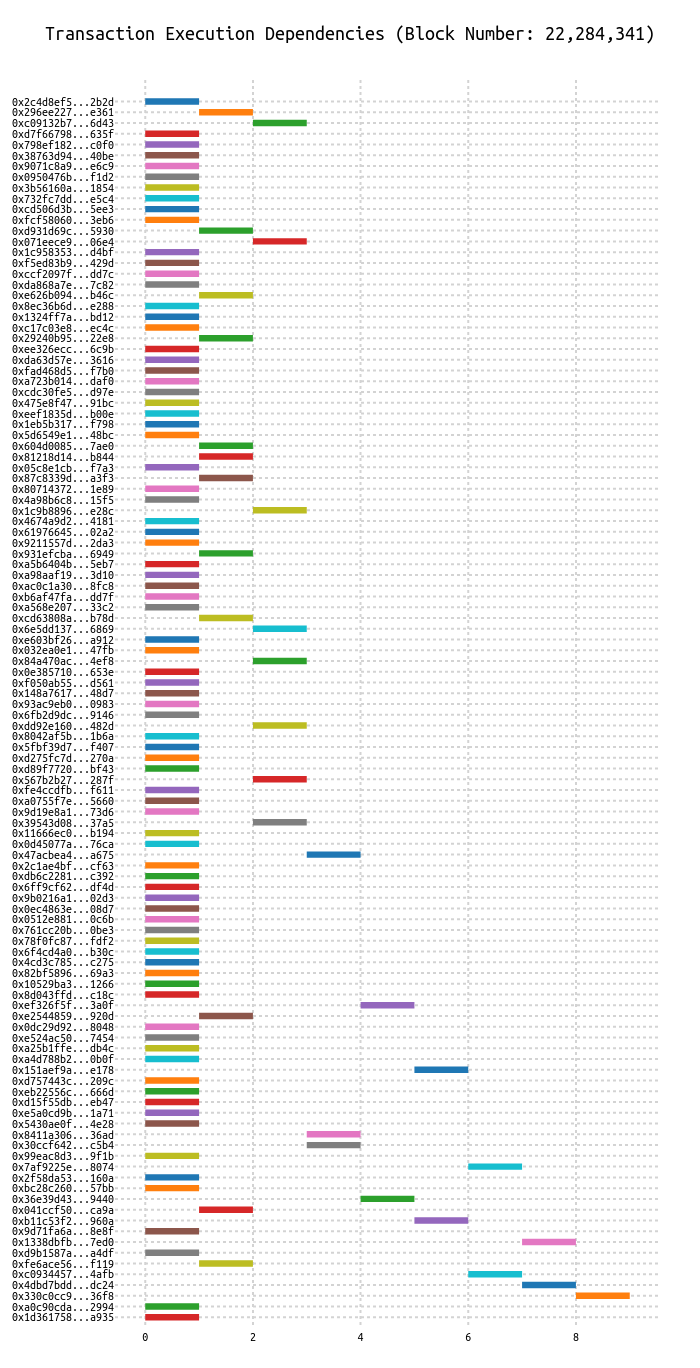 Transaction Execution Dependencies (Block Number: 22,284,341)
0x2c4d8ef5...2b2d
0x296ee227...e361
0xc09132b7...6d43
0xd7f66798...635f
0x798ef182...c0f0
0x38763d94...40be
0x9071c8a9...e6c9
0x0950476b...f1d2
0x3b56160a...1854
0x732fc7dd...e5c4
0xcd506d3b...5ee3
0xfcf58060...3eb6
0xd931d69c...5930
0x071eece9...06e4
0x1c958353...d4bf
0xf5ed83b9...429d
0xccf2097f...dd7c
0xda868a7e...7c82
0xe626b094...b46c
0x8ec36b6d...e288
0x1324ff7a...bd12
0xc17c03e8...ec4c
0x29240b95...22e8
0xee326ecc...6c9b
0xda63d57e...3616
0xfad468d5...f7b0
0xa723b014...daf0
0xcdc30fe5...d97e
0x475e8f47...91bc
0xeef1835d...b00e
0x1eb5b317...f798
0x5d6549e1...48bc
0x604d0085...7ae0
0x81218d14...b844
0x05c8e1cb...f7a3
0x87c8339d...a3f3
0x80714372...1e89
0x4a98b6c8...15f5
0x1c9b8896...e28c
0x4674a9d2...4181
0x61976645...02a2
0x9211557d...2da3
0x931efcba...6949
0xa5b6404b...5eb7
0xa98aaf19...3d10
0xac0c1a30...8fc8
0xb6af47fa...dd7f
0xa568e207...33c2
0xcd63808a...b78d
0x6e5dd137...6869
0xe603bf26...a912
0x032ea0e1...47fb
0x84a470ac...4ef8
0x0e385710...653e
0xf050ab55...d561
0x148a7617...48d7
0x93ac9eb0...0983
0x6fb2d9dc...9146
0xdd92e160...482d
0x8042af5b...1b6a
0x5fbf39d7...f407
0xd275fc7d...270a
0xd89f7720...bf43
0x567b2b27...287f
0xfe4ccdfb...f611
0xa0755f7e...5660
0x9d19e8a1...73d6
0x39543d08...37a5
0x11666ec0...b194
0x0d45077a...76ca
0x47acbea4...a675
0x2c1ae4bf...cf63
0xdb6c2281...c392
0x6ff9cf62...df4d
0x9b0216a1...02d3
0x0ec4863e...08d7
0x0512e881...0c6b
0x761cc20b...0be3
0x78f0fc87...fdf2
0x6f4cd4a0...b30c
0x4cd3c785...c275
0x82bf5896...69a3
0x10529ba3...1266
0x8d043ffd...c18c
0xef326f5f...3a0f
0xe2544859...920d
0x0dc29d92...8048
0xe524ac50...7454
0xa25b1ffe...db4c
0xa4d788b2...0b0f
0x151aef9a...e178
0xd757443c...209c
0xeb22556c...666d
0xd15f55db...eb47
0xe5a0cd9b...1a71
0x5430ae0f...4e28
0x8411a306...36ad
0x30ccf642...c5b4
0x99eac8d3...9f1b
0x7af9225e...8074
0x2f58da53...160a
0xbc28c260...57bb
0x36e39d43...9440
0x041ccf50...ca9a
0xb11c53f2...960a
0x9d71fa6a...8e8f
0x1338dbfb...7ed0
0xd9b1587a...a4df
0xfe6ace56...f119
0xc0934457...4afb
0x4dbd7bdd...dc24
0x330c0cc9...36f8
0xa0c90cda...2994
0x1d361758...a935
0 2 4 6 8